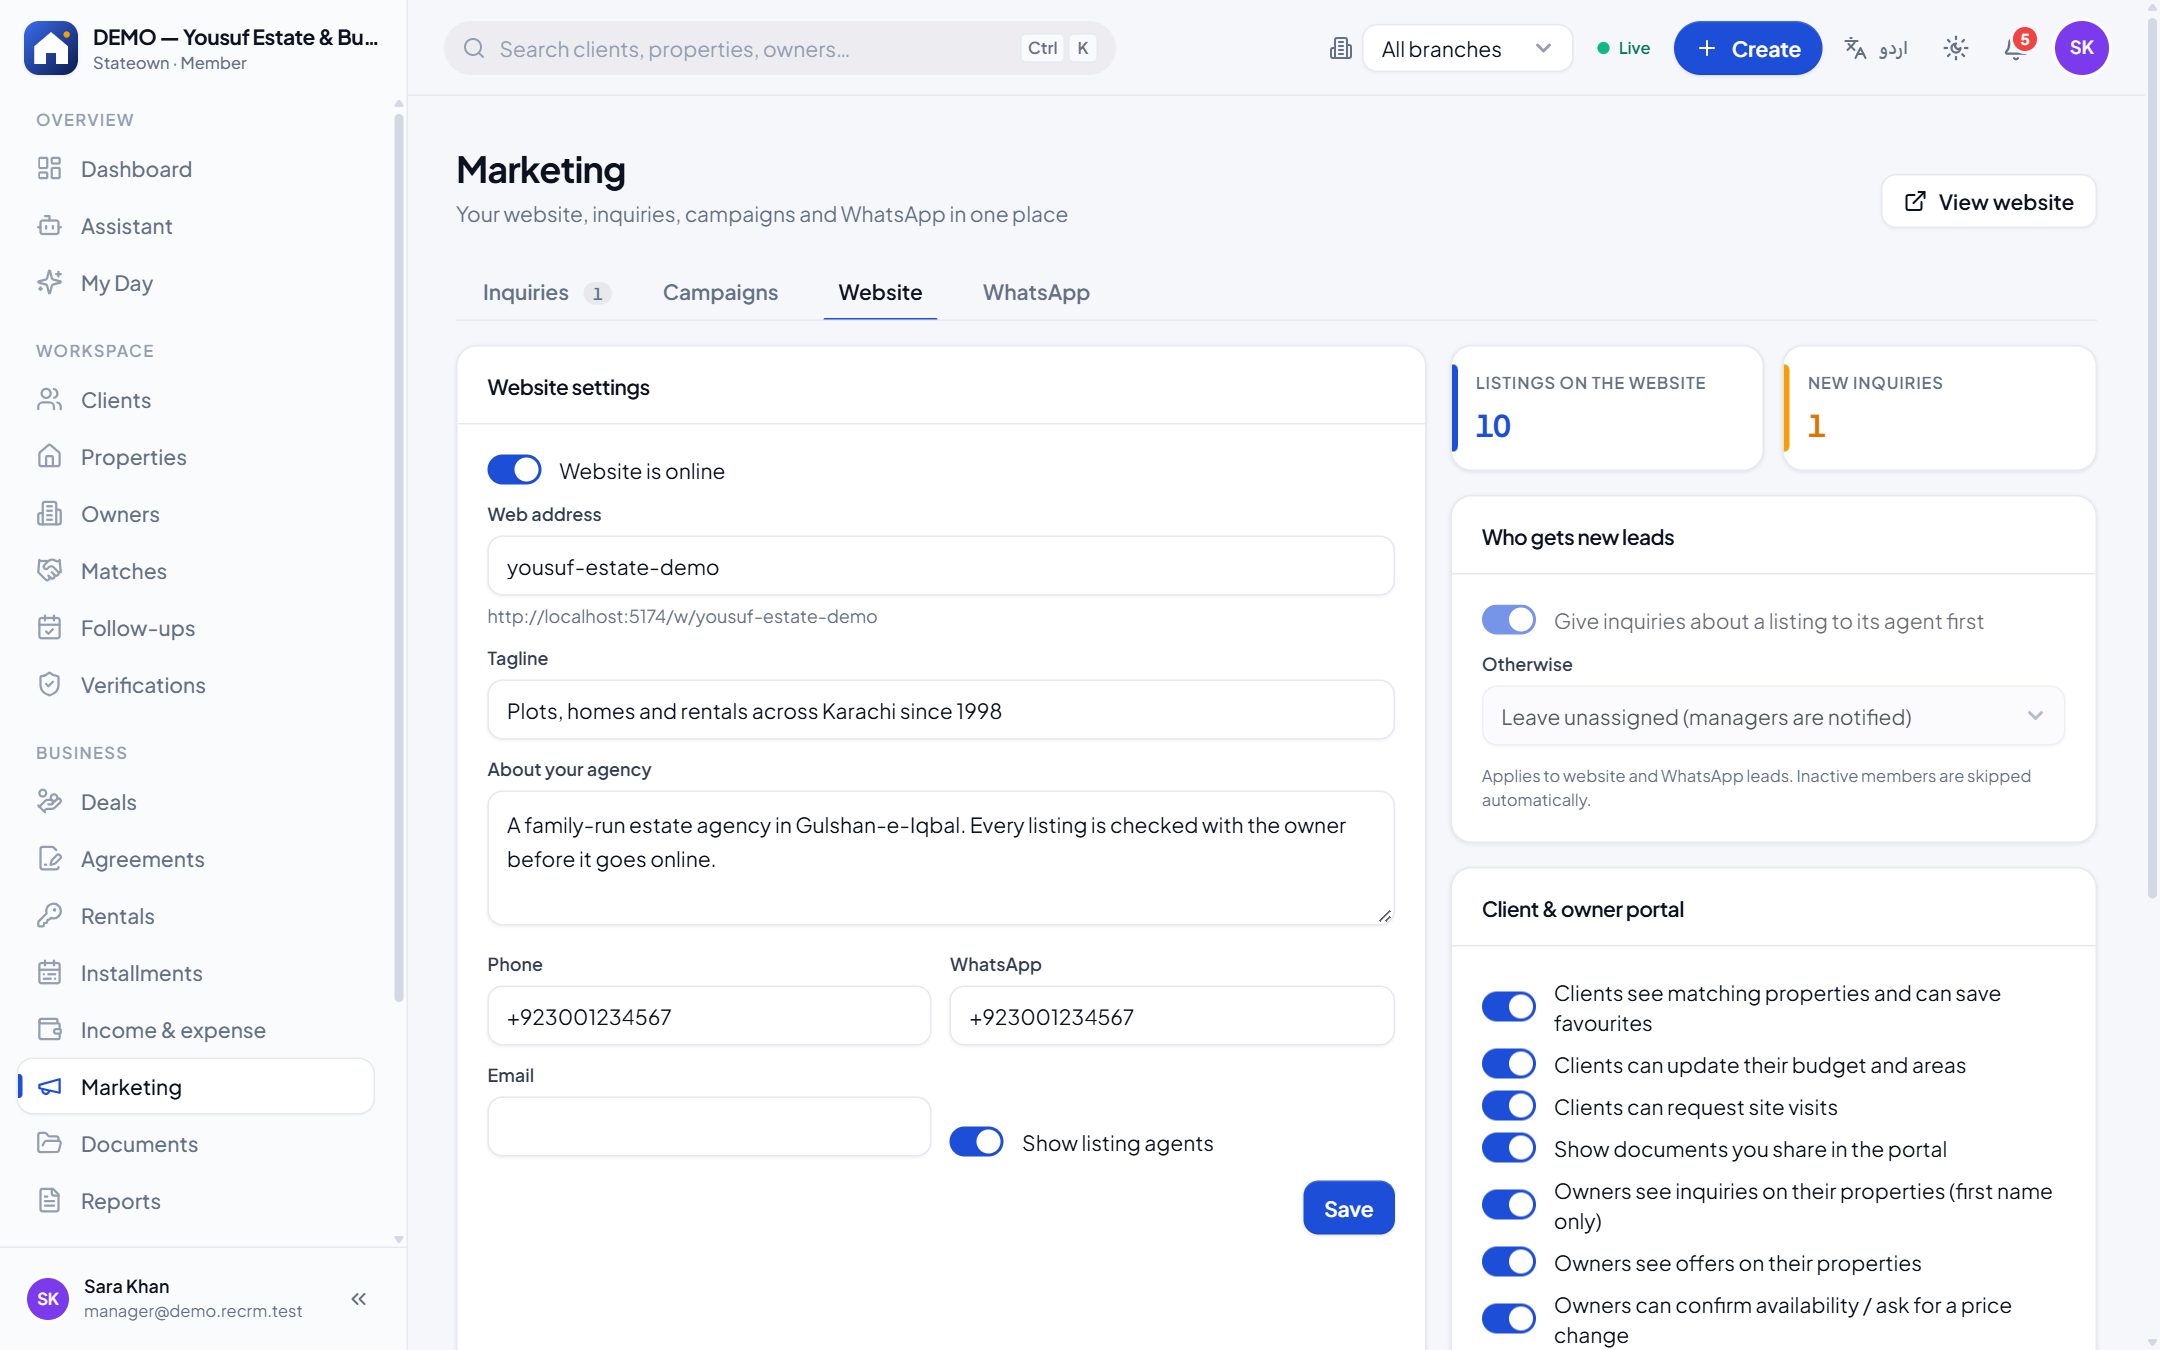 DEMO — Yousuf Estate & Bu...
Stateown · Member
OVERVIEW
Dashboard
Assistant
My Day
WORKSPACE
Clients
Properties
Owners
Matches
Follow-ups
Verifications
BUSINESS
Deals
Agreements
Rentals
Installments
Income & expense
Marketing
Documents
Reports
SK
Sara Khan
manager@demo.recrm.test
Search clients, properties, owners...
Ctrl K
All branches
Live
+ Create
اردو
5
SK
Marketing
Your website, inquiries, campaigns and WhatsApp in one place
View website
Inquiries 1
Campaigns
Website
WhatsApp
Website settings
Website is online
Web address
yousuf-estate-demo
http://localhost:5174/w/yousuf-estate-demo
Tagline
Plots, homes and rentals across Karachi since 1998
About your agency
A family-run estate agency in Gulshan-e-Iqbal. Every listing is checked with the owner
before it goes online.
Phone
+923001234567
WhatsApp
+923001234567
Email
Show listing agents
Save
LISTINGS ON THE WEBSITE
10
NEW INQUIRIES
1
Who gets new leads
Give inquiries about a listing to its agent first
Otherwise
Leave unassigned (managers are notified)
Applies to website and WhatsApp leads. Inactive members are skipped
automatically.
Client & owner portal
Clients see matching properties and can save
favourites
Clients can update their budget and areas
Clients can request site visits
Show documents you share in the portal
Owners see inquiries on their properties (first name
only)
Owners see offers on their properties
Owners can confirm availability / ask for a price
change